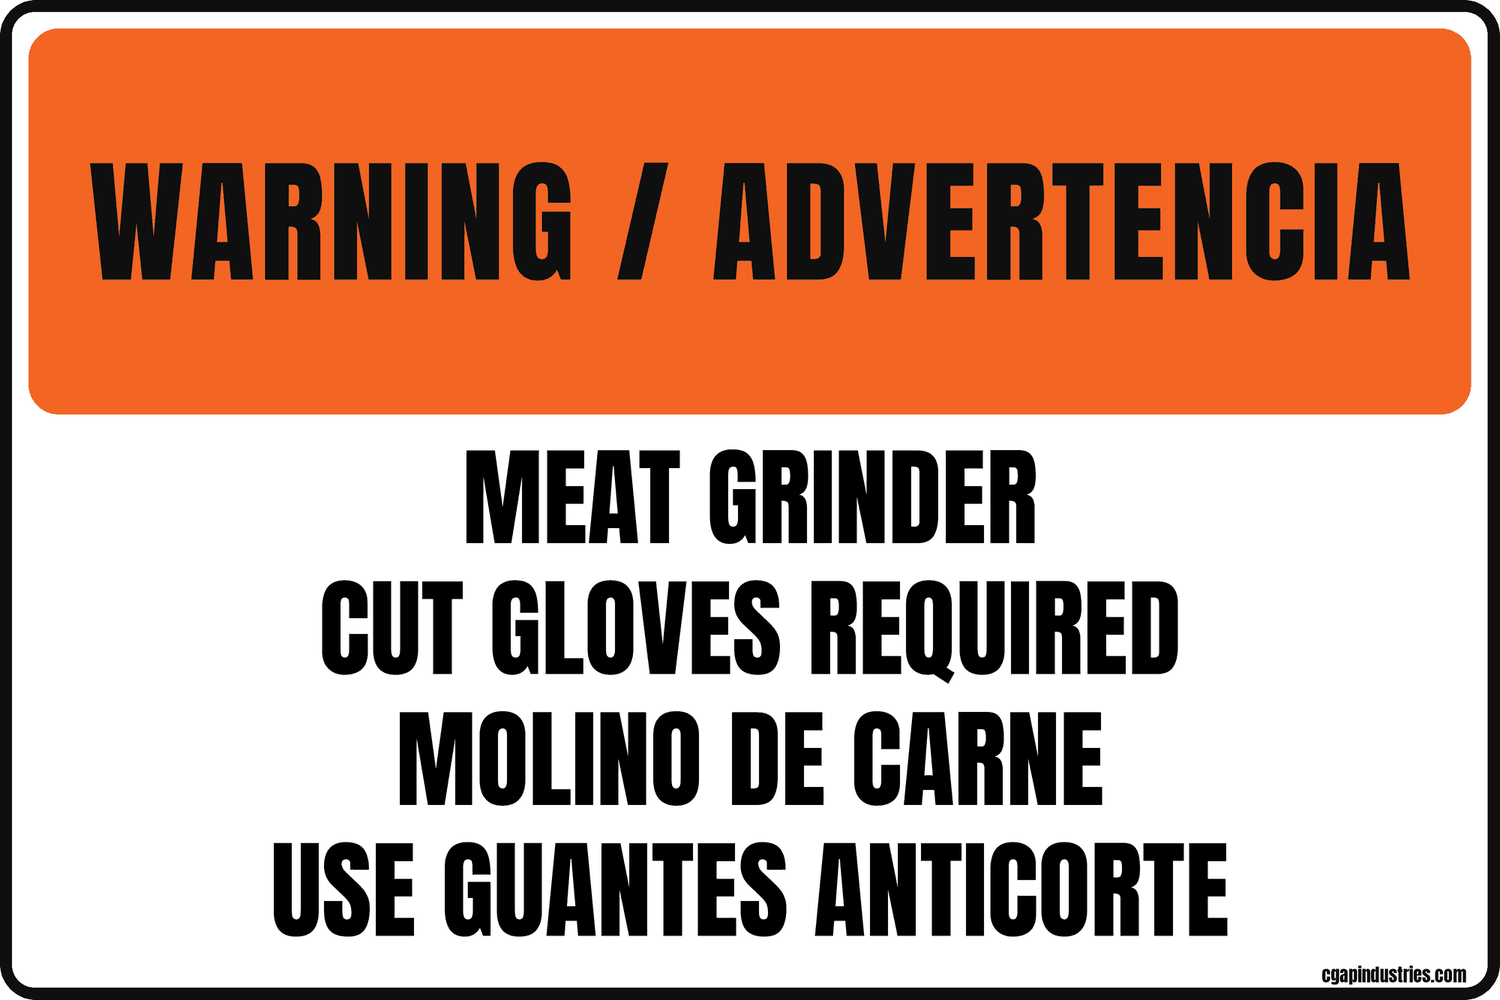 WARNING / ADVERTENCIA
MEAT GRINDER
CUT GLOVES REQUIRED
MOLINO DE CARNE
USE GUANTES ANTICORTE
cgapindustries.com